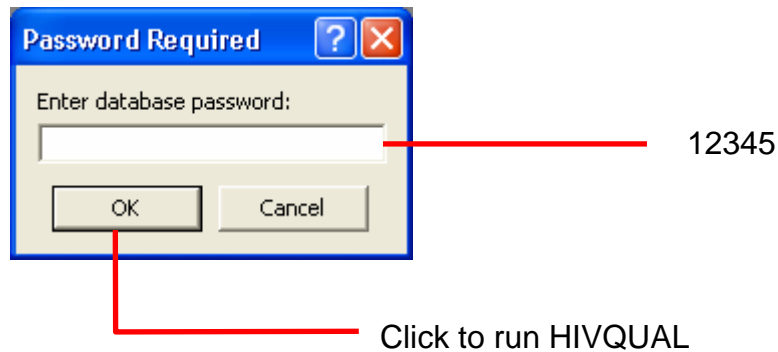 Password Required
Enter database password:
12345
OK Cancel
Click to run HIVQUAL